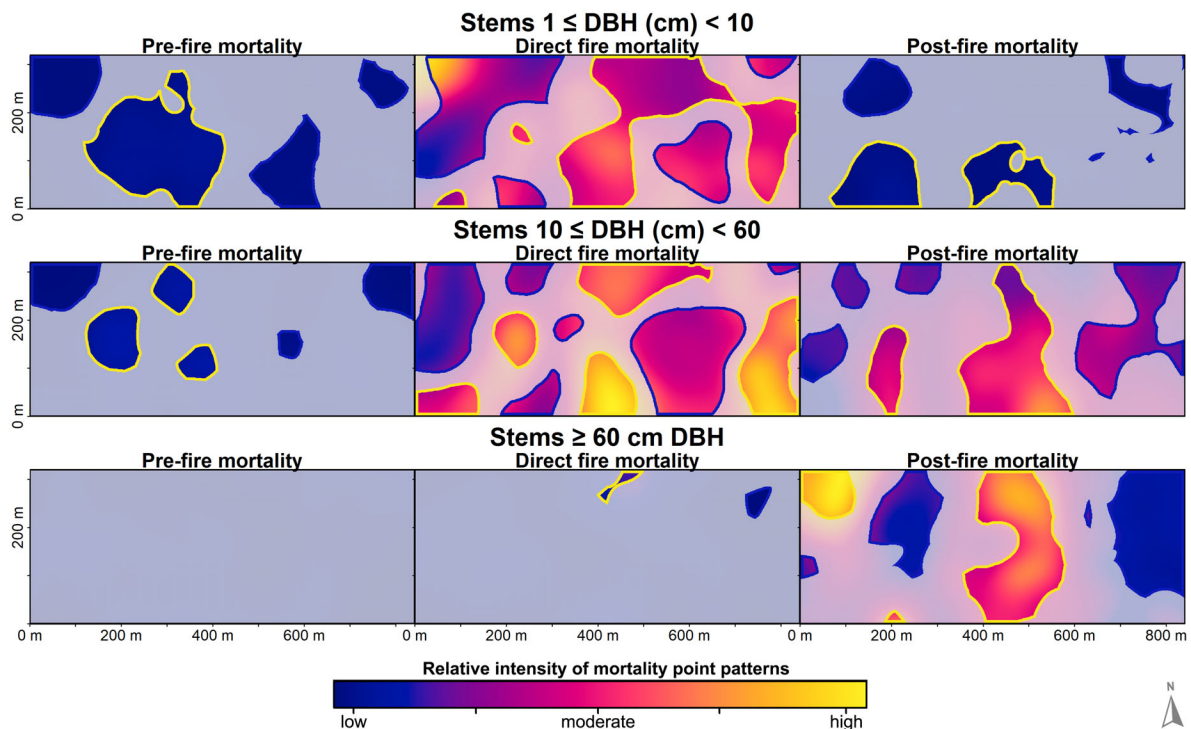 Stems 1 ≤ DBH (cm) < 10
Pre-fire mortality Direct fire mortality Post-fire mortality
200 m
0 m
Stems 10 ≤ DBH (cm) < 60
Pre-fire mortality Direct fire mortality Post-fire mortality
200 m
0 m
Stems ≥ 60 cm DBH
Pre-fire mortality Direct fire mortality Post-fire mortality
200 m
0 m 200 m 400 m 600 m 0 m 200 m 400 m 600 m 0 m 200 m 400 m 600 m 800 m
Relative intensity of mortality point patterns
low moderate high
N